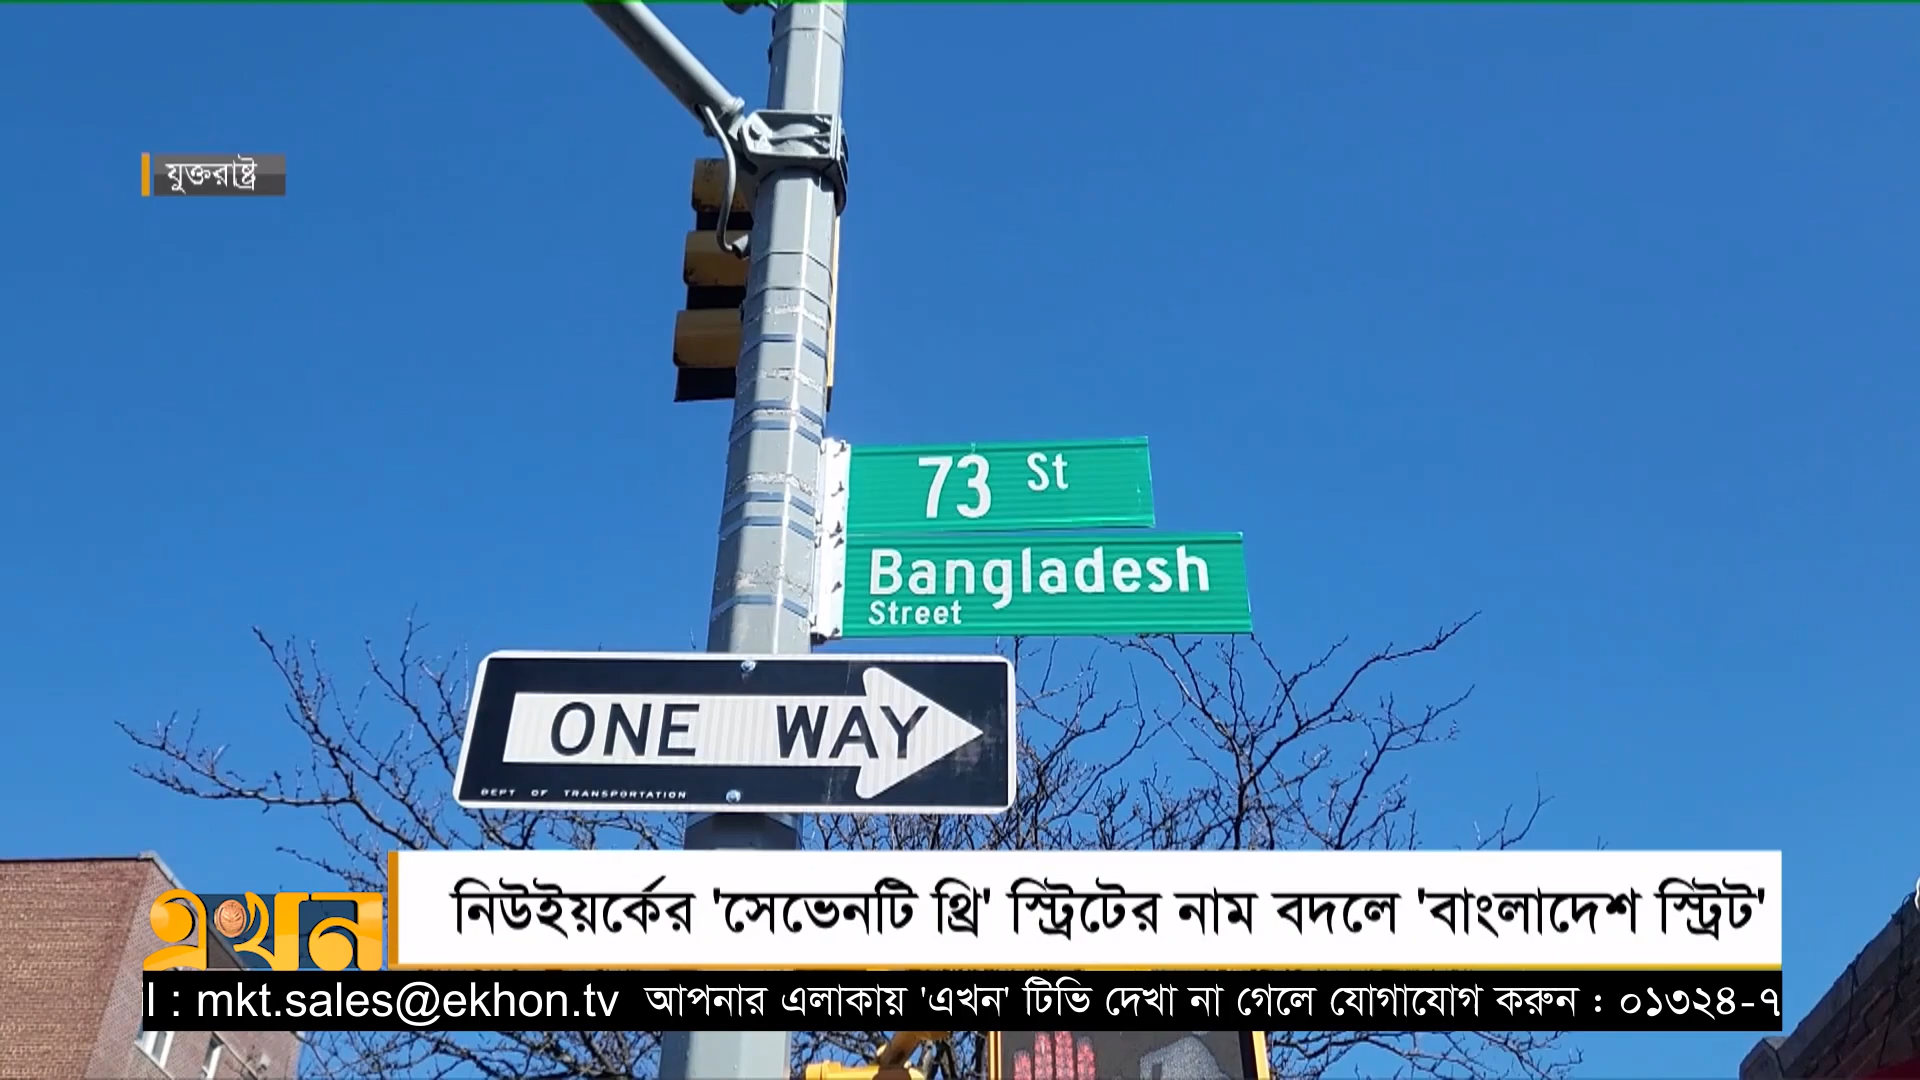 যুক্তরাষ্ট্র
73 St
Bangladesh
Street
ONE WAY
DEPT OF TRANSPORTATION
নিউইয়র্কের 'সেভেনটি থ্রি' স্ট্রিটের নাম বদলে 'বাংলাদেশ স্ট্রিট'
এখন
l : mkt.sales@ekhon.tv আপনার এলাকায় 'এখন' টিভি দেখা না গেলে যোগাযোগ করুন : ০১৩২৪-৭